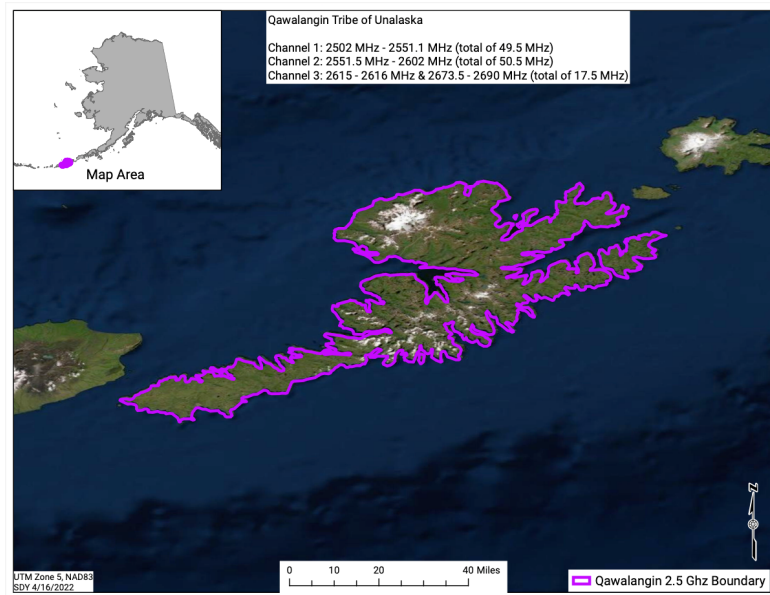 Qawalangin Tribe of Unalaska
Channel 1: 2502 MHz - 2551.1 MHz (total of 49.5 MHz)
Channel 2: 2551.5 MHz - 2602 MHz (total of 50.5 MHz)
Channel 3: 2615 - 2616 MHz & 2673.5 - 2690 MHz (total of 17.5 MHz)
Map Area
N
UTM Zone 5, NAD83
SDY 4/16/2022
0 10 20 40 Miles
Qawalangin 2.5 Ghz Boundary